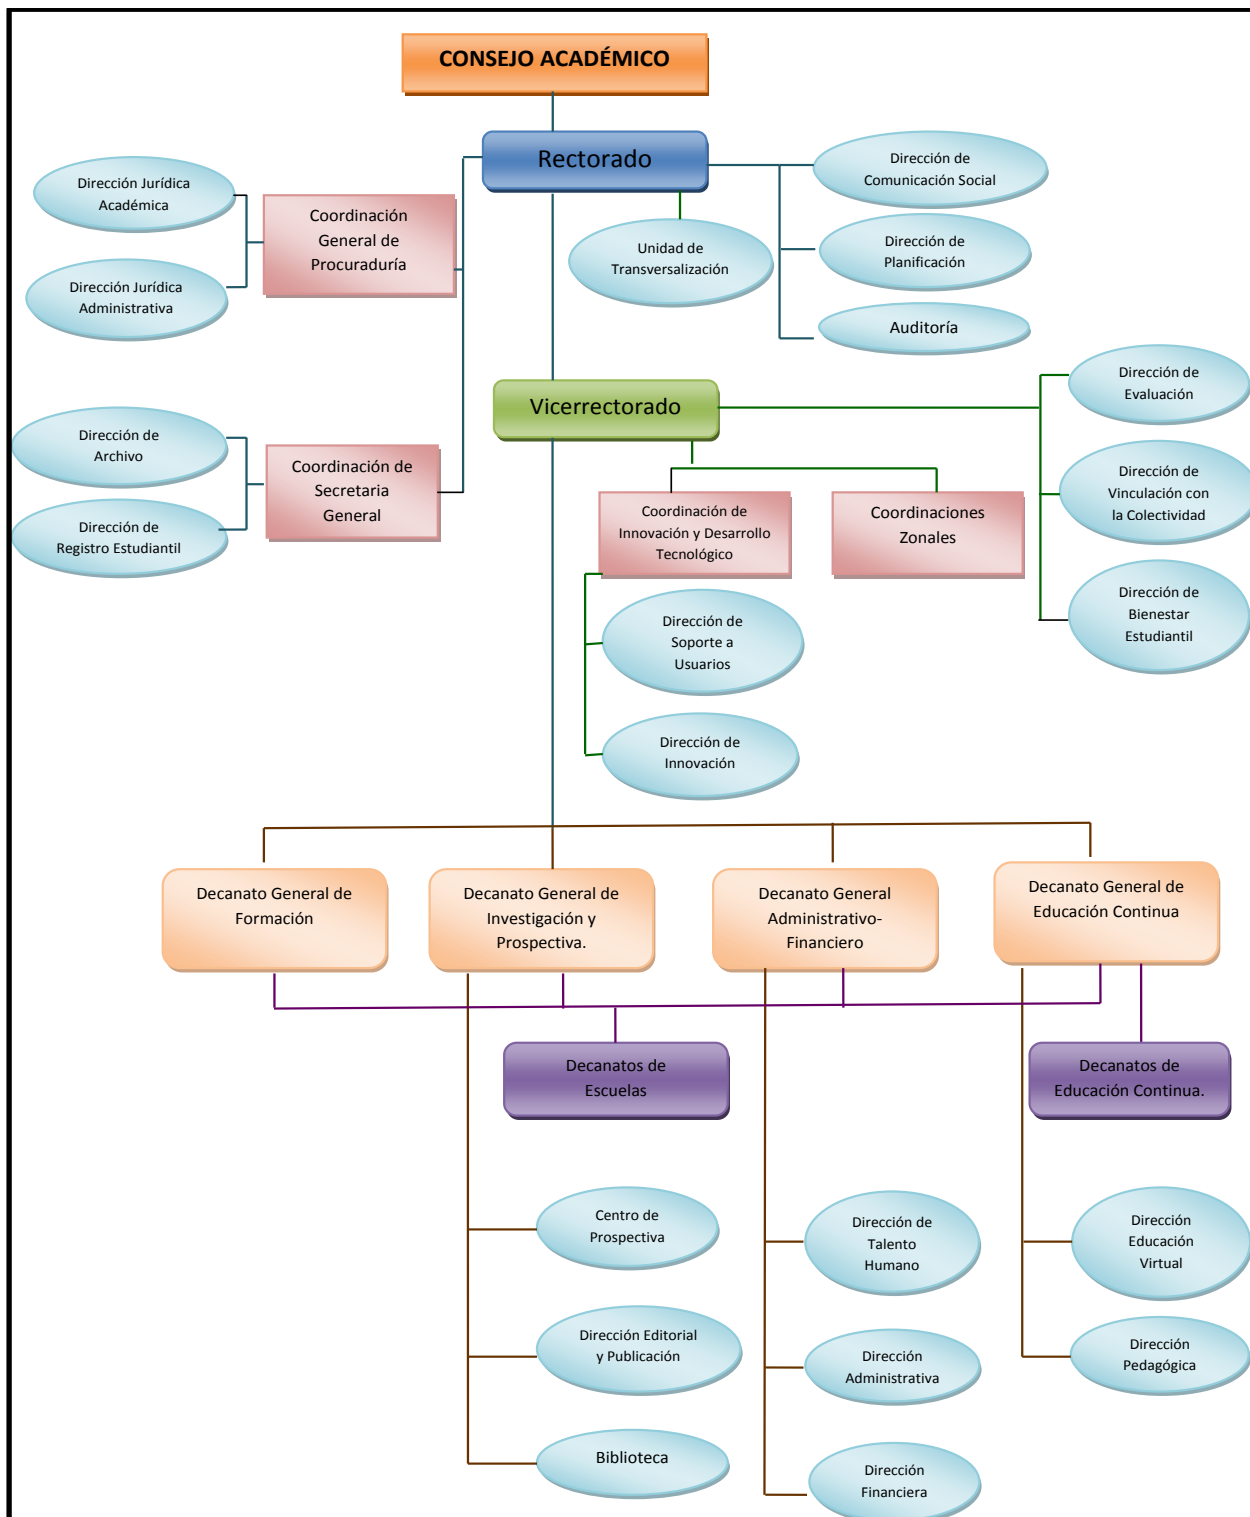 CONSEJO ACADÉMICO
Rectorado
Dirección de
Comunicación Social
Dirección Jurídica
Académica
Coordinación
General de
Procuraduría
Unidad de
Transversalización
Dirección de
Planificación
Dirección Jurídica
Administrativa
Auditoría
Vicerrectorado
Dirección de
Evaluación
Dirección de
Archivo
Coordinación de
Secretaria
General
Dirección de
Registro Estudiantil
Coordinación de
Innovación y Desarrollo
Tecnológico
Coordinaciones
Zonales
Dirección de
Vinculación con
la Colectividad
Dirección de
Soporte a
Usuarios
Dirección de
Bienestar
Estudiantil
Dirección de
Innovación
Decanato General de
Formación
Decanato General de
Investigación y
Prospectiva.
Decanato General
Administrativo-
Financiero
Decanato General de
Educación Continua
Decanatos de
Escuelas
Decanatos de
Educación Continua.
Centro de
Prospectiva
Dirección de
Talento
Humano
Dirección
Educación
Virtual
Dirección Editorial
y Publicación
Dirección
Administrativa
Dirección
Pedagógica
Biblioteca
Dirección
Financiera